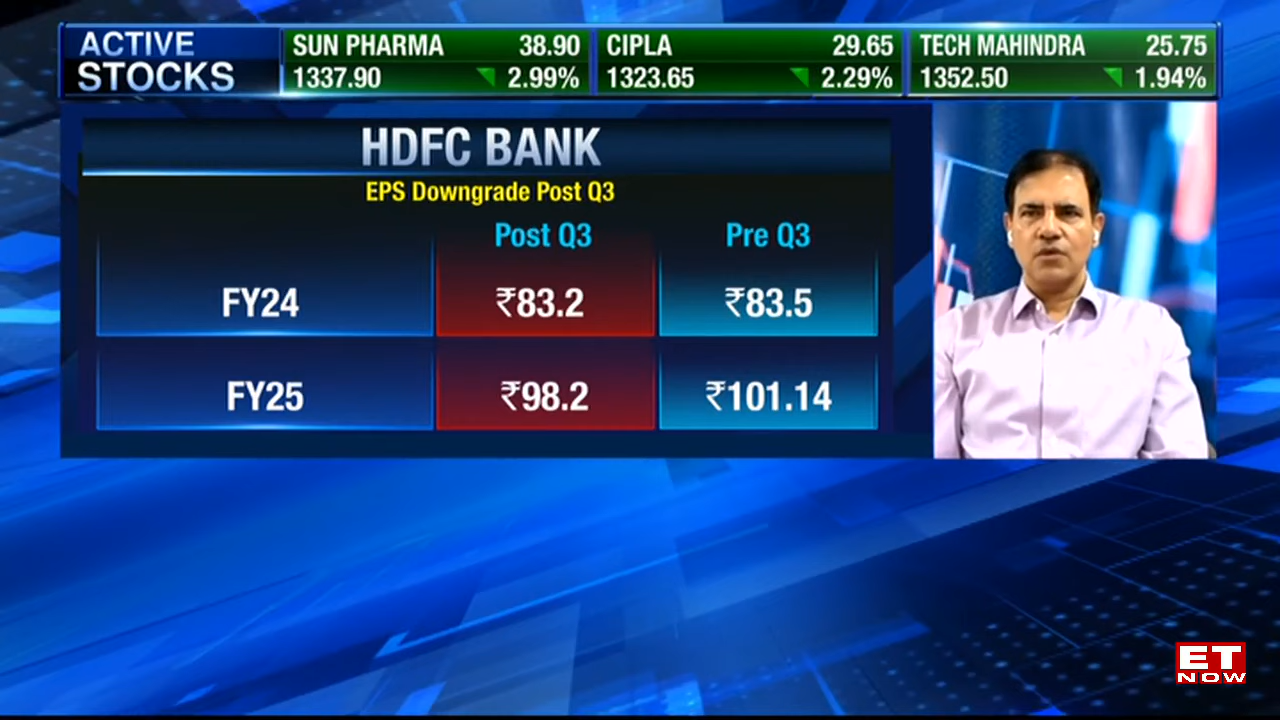 ACTIVE
STOCKS
SUN PHARMA 38.90
1337.90 2.99%
CIPLA 29.65
1323.65 2.29%
TECH MAHINDRA 25.75
1352.50 1.94%
HDFC BANK
EPS Downgrade Post Q3
Post Q3 Pre Q3
FY24 ₹83.2 ₹83.5
FY25 ₹98.2 ₹101.14
ET
NOW